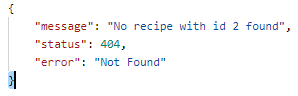 {
    "message": "No recipe with id 2 found",
    "status": 404,
    "error": "Not Found"
}